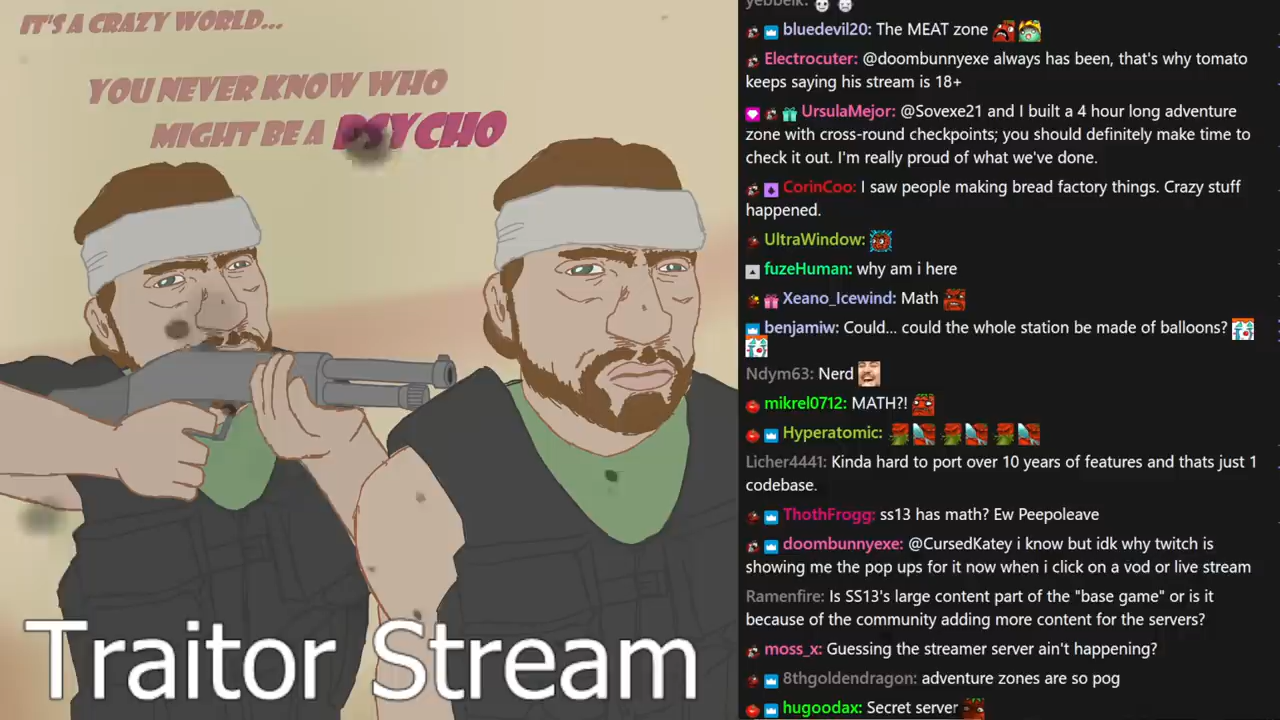 IT'S A CRAZY WORLD...
YOU NEVER KNOW WHO
MIGHT BE A PSYCHO
Traitor Stream
bluedevil20: The MEAT zone
Electrocuter: @doombunnyexe always has been, that's why tomato
keeps saying his stream is 18+
UrsulaMejor: @Sovexe21 and I built a 4 hour long adventure
zone with cross-round checkpoints; you should definitely make time to
check it out. I'm really proud of what we've done.
CorinCoo: I saw people making bread factory things. Crazy stuff
happened.
UltraWindow:
fuzeHuman: why am i here
Xeano_Icewind: Math
benjamiw: Could... could the whole station be made of balloons?
Ndym63: Nerd
mikrel0712: MATH?!
Hyperatomic:
Licher4441: Kinda hard to port over 10 years of features and thats just 1
codebase.
ThothFrogg: ss13 has math? Ew Peepoleave
doombunnyexe: @CursedKatey i know but idk why twitch is
showing me the pop ups for it now when i click on a vod or live stream
Ramenfire: Is SS13's large content part of the "base game" or is it
because of the community adding more content for the servers?
moss_x: Guessing the streamer server ain't happening?
8thgoldendragon: adventure zones are so pog
hugoodax: Secret server